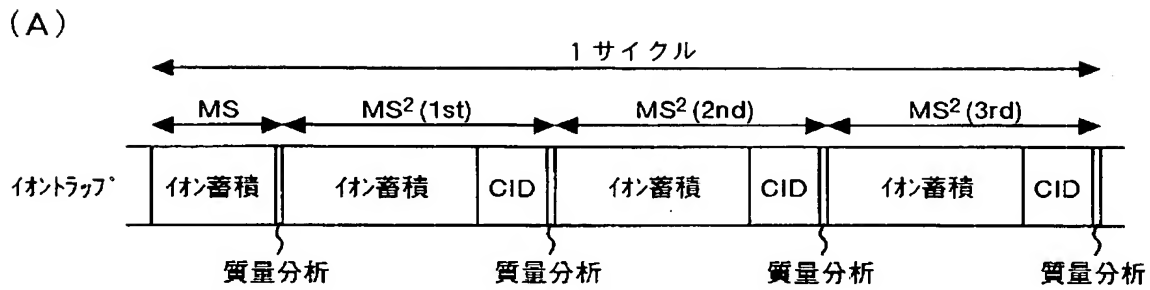 (A)
1サイクル
MS MS²(1st) MS²(2nd) MS²(3rd)
イオントラップ イオン蓄積 イオン蓄積 CID イオン蓄積 CID イオン蓄積 CID
質量分析 質量分析 質量分析 質量分析